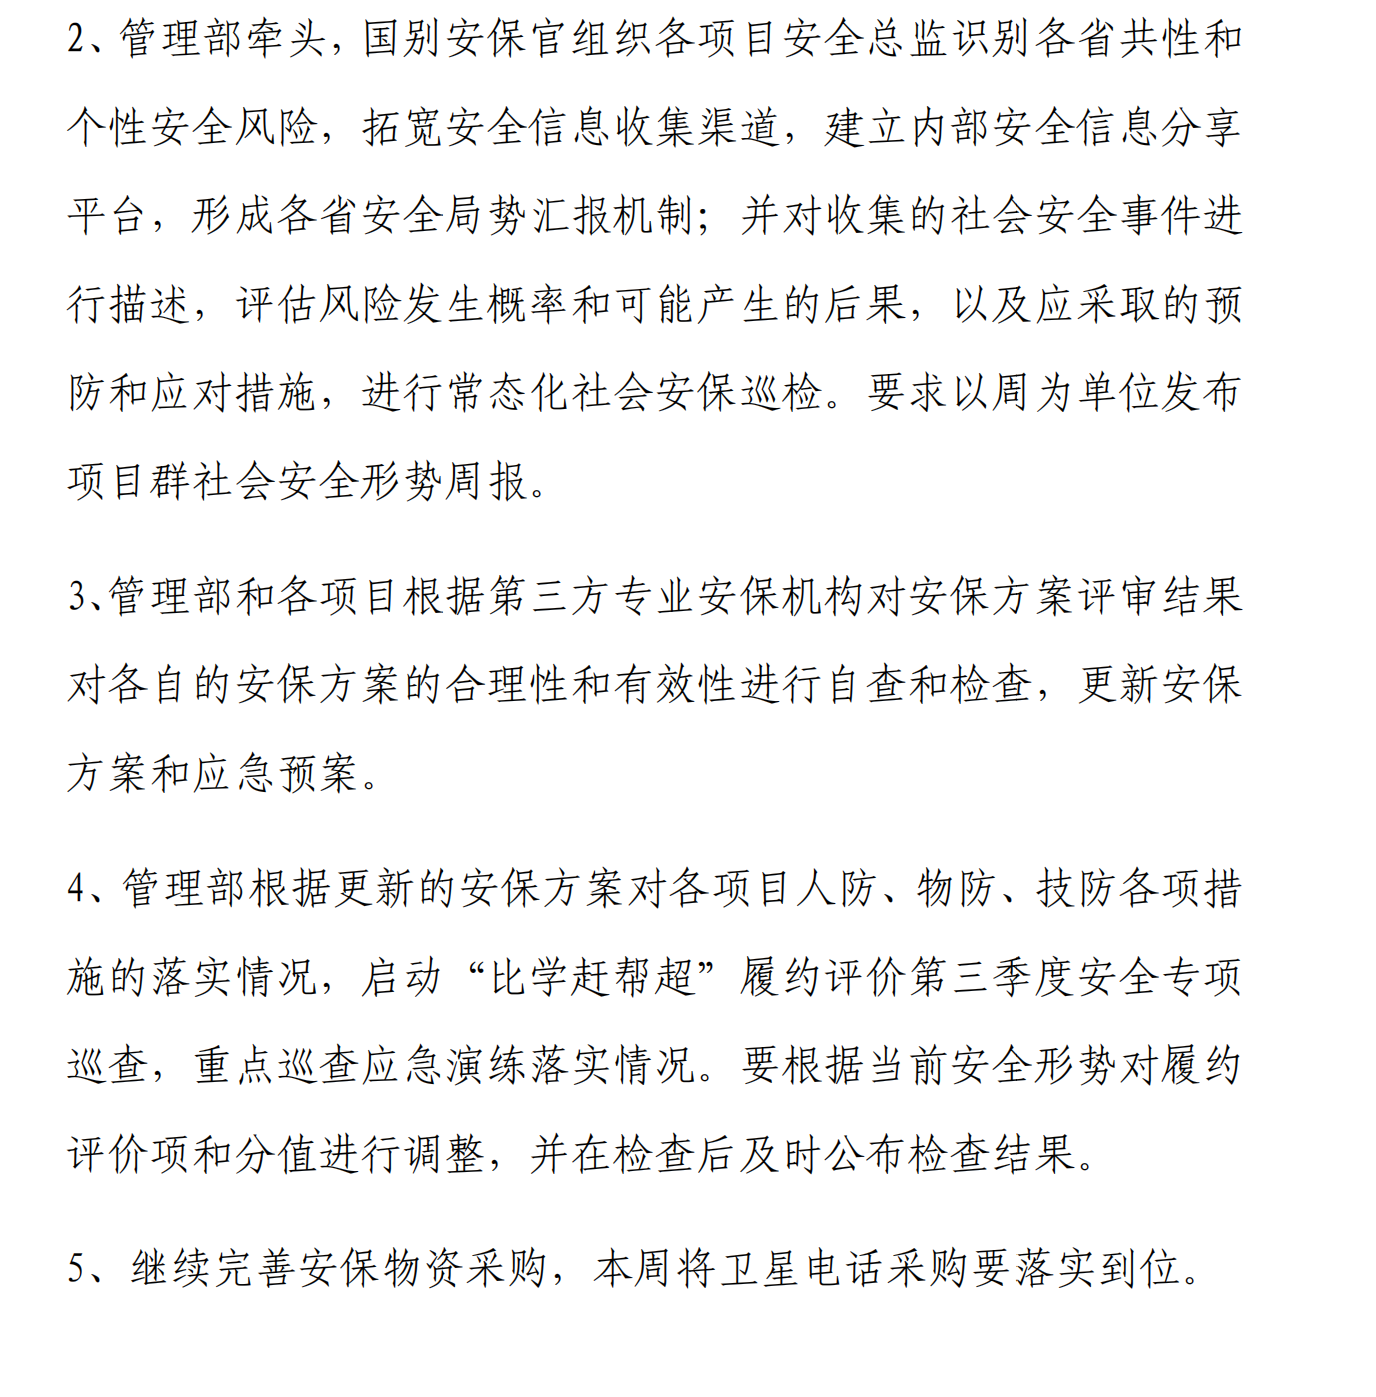 2、管理部牵头，国别安保官组织各项目安全总监识别各省共性和
个性安全风险，拓宽安全信息收集渠道，建立内部安全信息分享
平台，形成各省安全局势汇报机制；并对收集的社会安全事件进
行描述，评估风险发生概率和可能产生的后果，以及应采取的预
防和应对措施，进行常态化社会安保巡检。要求以周为单位发布
项目群社会安全形势周报。
3、管理部和各项目根据第三方专业安保机构对安保方案评审结果
对各自的安保方案的合理性和有效性进行自查和检查，更新安保
方案和应急预案。
4、管理部根据更新的安保方案对各项目人防、物防、技防各项措
施的落实情况，启动“比学赶帮超”履约评价第三季度安全专项
巡查，重点巡查应急演练落实情况。要根据当前安全形势对履约
评价项和分值进行调整，并在检查后及时公布检查结果。
5、继续完善安保物资采购，本周将卫星电话采购要落实到位。